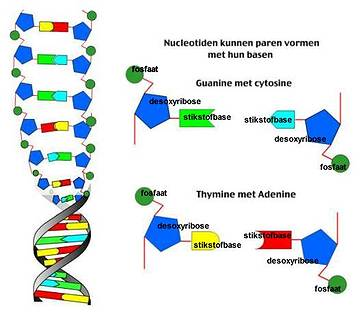 Nucleotiden kunnen paren vormen
met hun basen
Guanine met cytosine
fosfaat
desoxyribose
stikstofbase
stikstofbase
desoxyribose
fosfaat
Thymine met Adenine
fosfaat
desoxyribose
stikstofbase
stikstofbase
desoxyribose
fosfaat